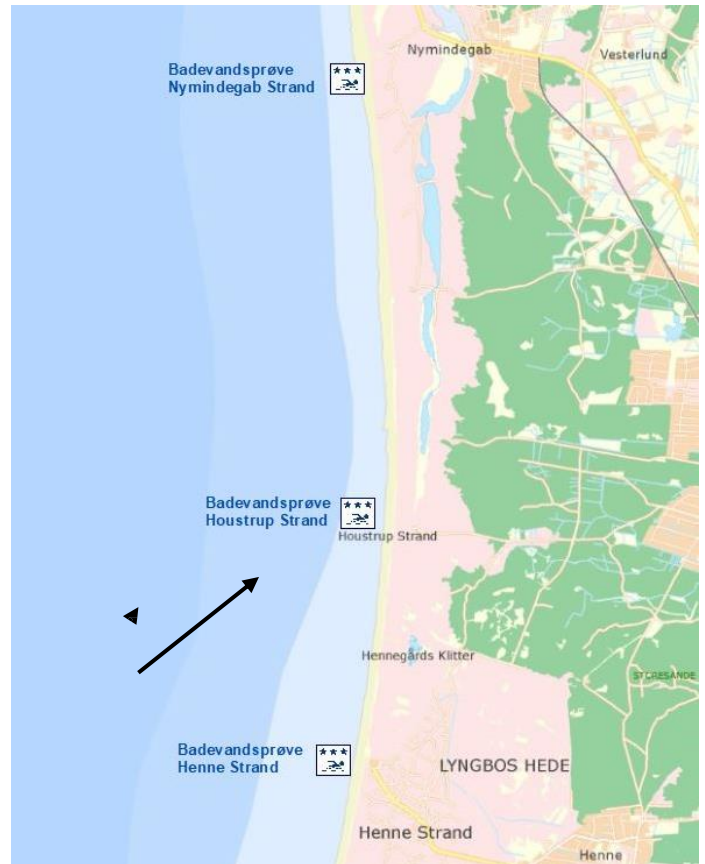 Nymindegab
Vesterlund
Badevandsprøve
Nymindegab Strand
Badevandsprøve
Houstrup Strand
Houstrup Strand
Hennegårds Klitter
STORESANDE
Badevandsprøve
Henne Strand
LYNGBOS HEDE
Henne Strand
Henne